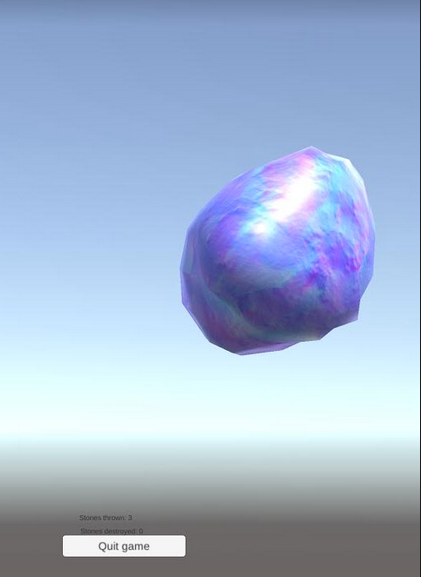 Stones thrown: 3
Stones destroyed: 0
Quit game